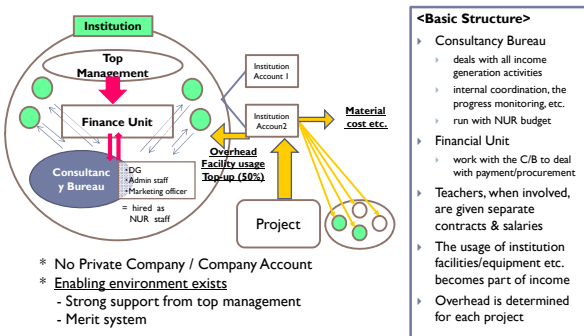 Institution
Top
Management
Finance Unit
Consultanc
y Bureau
•DG
•Admin staff
•Marketing officer
= hired as
NUR staff
Institution
Account 1
Institution
Accoun2
Material
cost etc.
Overhead
Facility usage
Top-up (50%)
Project
* No Private Company / Company Account
* Enabling environment exists
- Strong support from top management
- Merit system
<Basic Structure>
Consultancy Bureau
deals with all income
generation activities
internal coordination, the
progress monitoring, etc.
run with NUR budget
Financial Unit
work with the C/B to deal
with payment/procurement
Teachers, when involved,
are given separate
contracts & salaries
The usage of institution
facilities/equipment etc.
becomes part of income
Overhead is determined
for each project